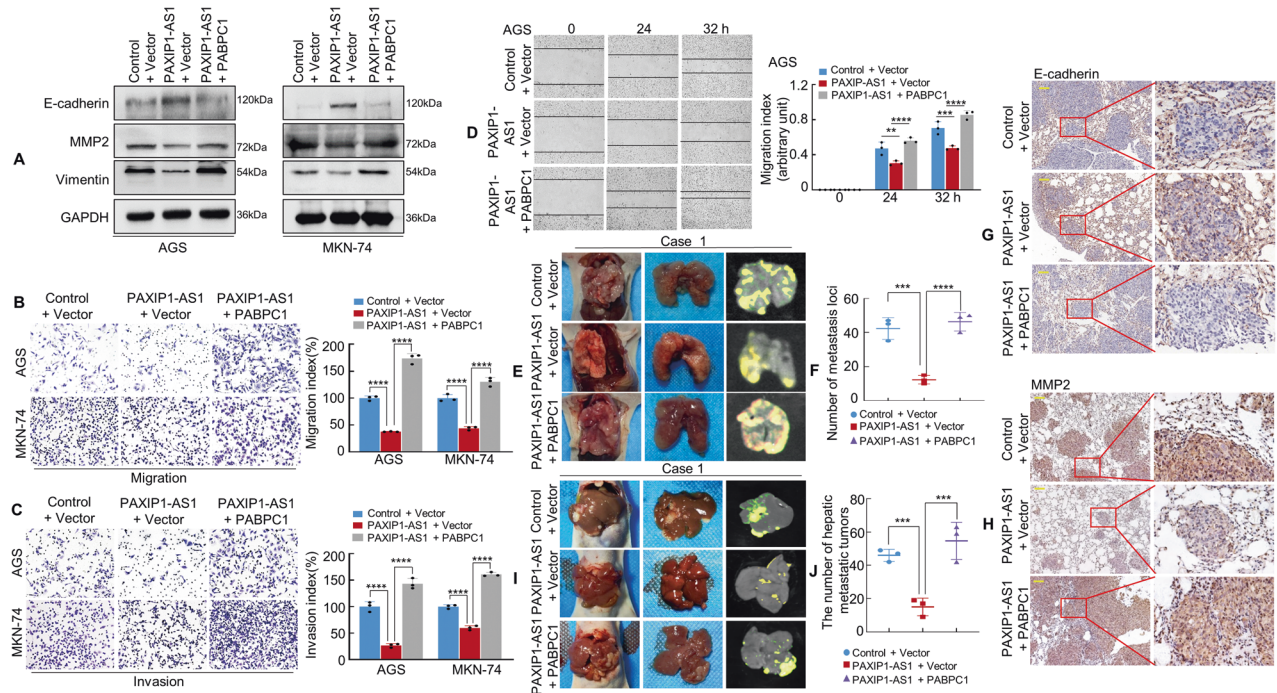 A
Control
+ Vector
PAXIP1-AS1
+ Vector
PAXIP1-AS1
+ PABPC1
Control
+ Vector
PAXIP1-AS1
+ Vector
PAXIP1-AS1
+ PABPC1
E-cadherin
120kDa
120kDa
MMP2
72kDa
72kDa
Vimentin
54kDa
54kDa
GAPDH
36kDa
36kDa
AGS
MKN-74
B
Control
+ Vector
PAXIP1-AS1
+ Vector
PAXIP1-AS1
+ PABPC1
AGS
MKN-74
Migration
Control + Vector
PAXIP1-AS1 + Vector
PAXIP1-AS1 + PABPC1
Migration index(%)
200
150
100
50
0
****
****
****
****
AGS
MKN-74
C
Control
+ Vector
PAXIP1-AS1
+ Vector
PAXIP1-AS1
+ PABPC1
AGS
MKN-74
Invasion
Control + Vector
PAXIP1-AS1 + Vector
PAXIP1-AS1 + PABPC1
Invasion index(%)
200
150
100
50
0
****
****
****
****
AGS
MKN-74
D
AGS
0
24
32 h
Control
+ Vector
PAXIP1-
AS1
+ Vector
PAXIP1-
AS1
+ PABPC1
AGS
Control + Vector
PAXIP-AS1 + Vector
PAXIP1-AS1 + PABPC1
Migration index
(arbitrary unit)
1.2
0.8
0.4
0
**
****
***
****
0
24
32 h
E
Case 1
Control
+ Vector
PAXIP1-AS1
+ Vector
PAXIP1-AS1
+ PABPC1
F
Number of metastasis loci
60
40
20
0
***
****
Control + Vector
PAXIP1-AS1 + Vector
PAXIP1-AS1 + PABPC1
G
E-cadherin
Control
+ Vector
PAXIP1-AS1
+ Vector
PAXIP1-AS1
+ PABPC1
H
MMP2
Control
+ Vector
PAXIP1-AS1
+ Vector
PAXIP1-AS1
+ PABPC1
I
Case 1
Control
+ Vector
PAXIP1-AS1
+ Vector
PAXIP1-AS1
+ PABPC1
J
The number of hepatic
metastatic tumors
80
60
40
20
0
***
***
Control + Vector
PAXIP1-AS1 + Vector
PAXIP1-AS1 + PABPC1